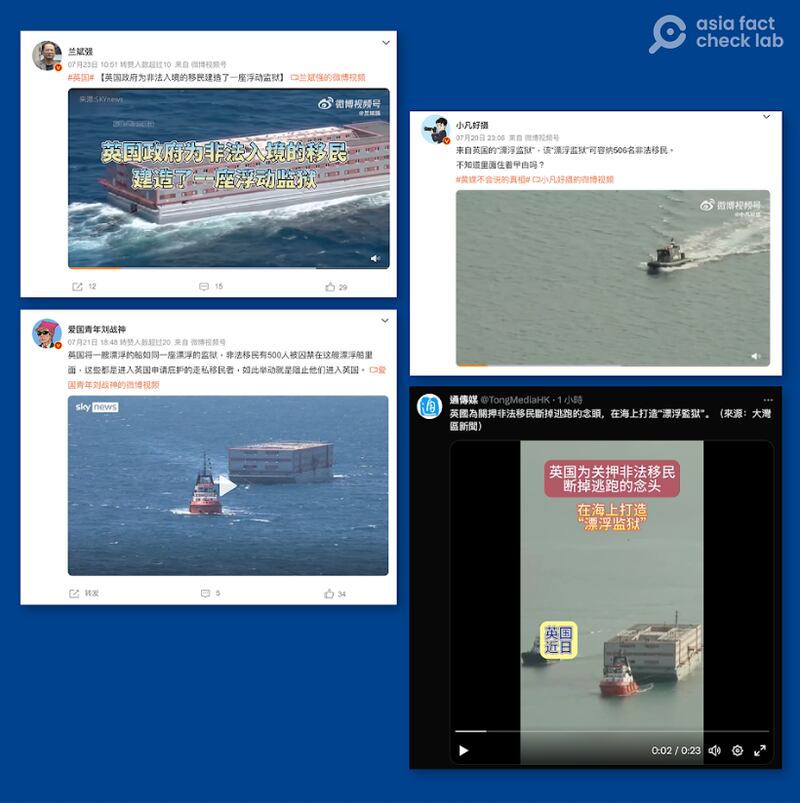 asia fact
check lab
兰斌强
07月23日 10:51 转赞人数超过10 来自 微博视频号
#英国# 【英国政府为非法入境的移民建造了一座浮动监狱】 兰斌强的微博视频
来源:SKYnews
微博视频号
@兰斌强
英国政府为非法入境的移民
建造了一座浮动监狱
12
15
29
小凡好摄
07月20日 23:06 来自 微博视频号
来自英国的“漂浮监狱”，该“漂浮监狱”可容纳506名非法移民。
不知道里面住着曱甴吗？
#黄媒不会说的真相# 小凡好摄的微博视频
微博视频号
@小凡好摄
爱国青年刘战神
07月21日 18:48 转赞人数超过20 来自 微博视频号
英国将一艘漂浮的船如同一座漂浮的监狱，非法移民有500人被囚禁在这艘漂浮船里
面，这些都是进入英国申请庇护的走私移民者，如此举动就是阻止他们进入英国。 爱
国青年刘战神的微博视频
sky news
转发
5
34
通傳媒 @TongMediaHK · 1 小時
英國為關押非法移民斷掉逃跑的念頭，在海上打造“漂浮監獄”。（來源：大灣
區新聞）
英国为关押非法移民
断掉逃跑的念头
在海上打造
“漂浮监狱”
英国
近日
0:02 / 0:23